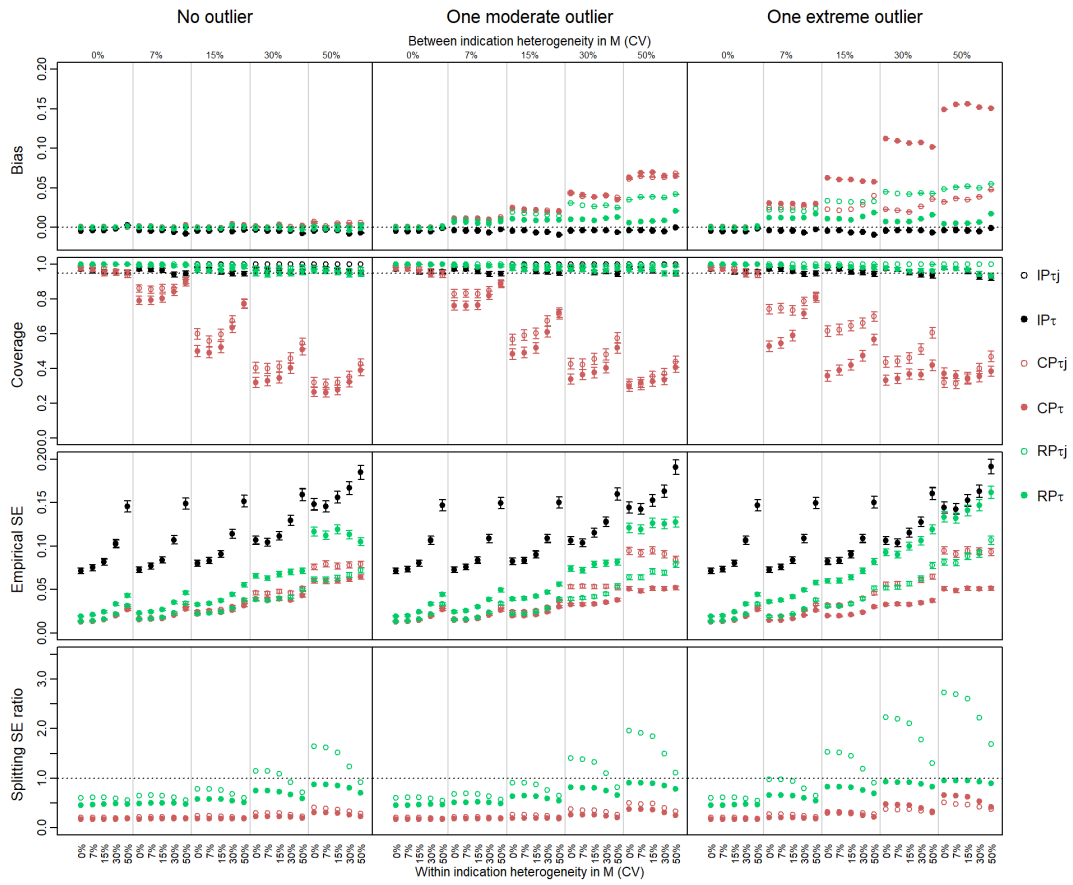 No outlier One moderate outlier One extreme outlier
Between indication heterogeneity in M (CV)
0% 7% 15% 30% 50% 0% 7% 15% 30% 50% 0% 7% 15% 30% 50%
Bias
0.20
0.15
0.10
0.05
0.00
Coverage
1.0
0.8
0.6
0.4
0.2
0.0
Empirical SE
0.20
0.15
0.10
0.05
0.00
Splitting SE ratio
3.0
2.0
1.0
0.0
IPτj
IPτ
CPτj
CPτ
RPτj
RPτ
0% 7% 15% 30% 50% 0% 7% 15% 30% 50% 0% 7% 15% 30% 50% 0% 7% 15% 30% 50% 0% 7% 15% 30% 50% 0% 7% 15% 30% 50% 0% 7% 15% 30% 50% 0% 7% 15% 30% 50% 0% 7% 15% 30% 50% 0% 7% 15% 30% 50% 0% 7% 15% 30% 50% 0% 7% 15% 30% 50% 0% 7% 15% 30% 50% 0% 7% 15% 30% 50% 0% 7% 15% 30% 50%
Within indication heterogeneity in M (CV)